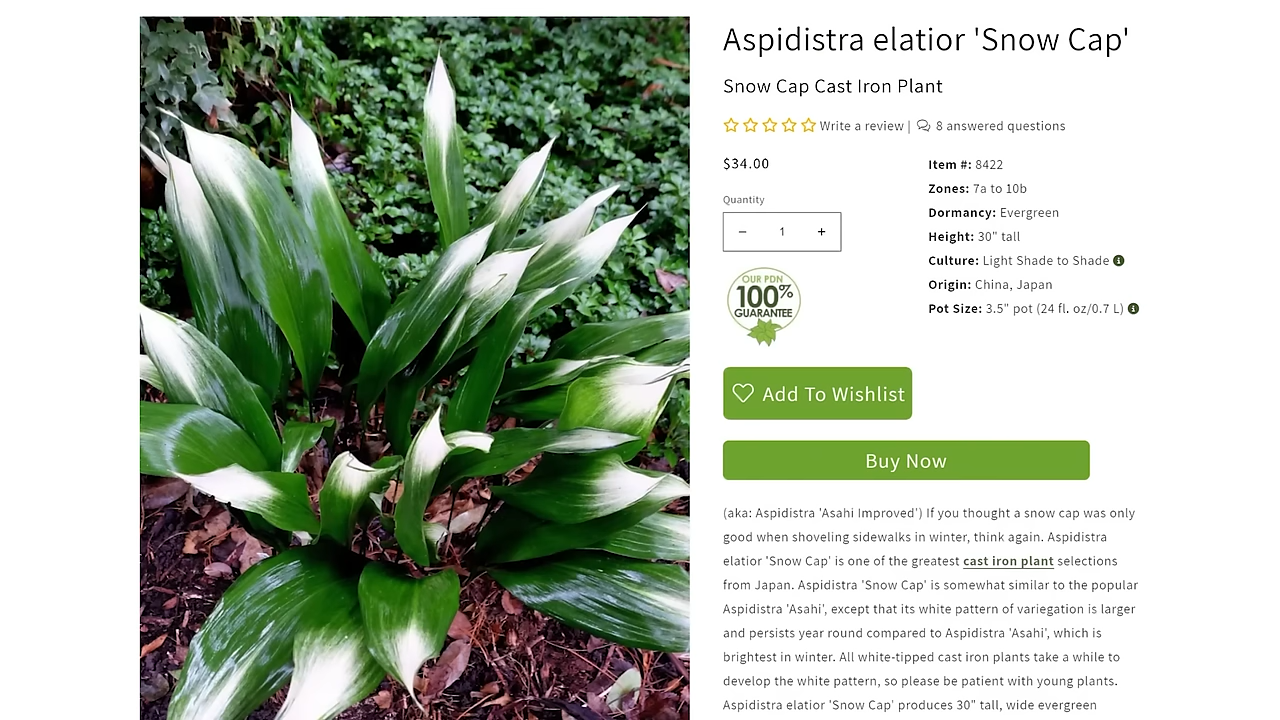 Aspidistra elatior 'Snow Cap'
Snow Cap Cast Iron Plant
Write a review | 8 answered questions
$34.00
Quantity
− 1 +
OUR PDN
100%
GUARANTEE
Item #: 8422
Zones: 7a to 10b
Dormancy: Evergreen
Height: 30" tall
Culture: Light Shade to Shade
Origin: China, Japan
Pot Size: 3.5" pot (24 fl. oz/0.7 L)
Add To Wishlist
Buy Now
(aka: Aspidistra 'Asahi Improved') If you thought a snow cap was only
good when shoveling sidewalks in winter, think again. Aspidistra
elatior 'Snow Cap' is one of the greatest cast iron plant selections
from Japan. Aspidistra 'Snow Cap' is somewhat similar to the popular
Aspidistra 'Asahi', except that its white pattern of variegation is larger
and persists year round compared to Aspidistra 'Asahi', which is
brightest in winter. All white-tipped cast iron plants take a while to
develop the white pattern, so please be patient with young plants.
Aspidistra elatior 'Snow Cap' produces 30" tall, wide evergreen